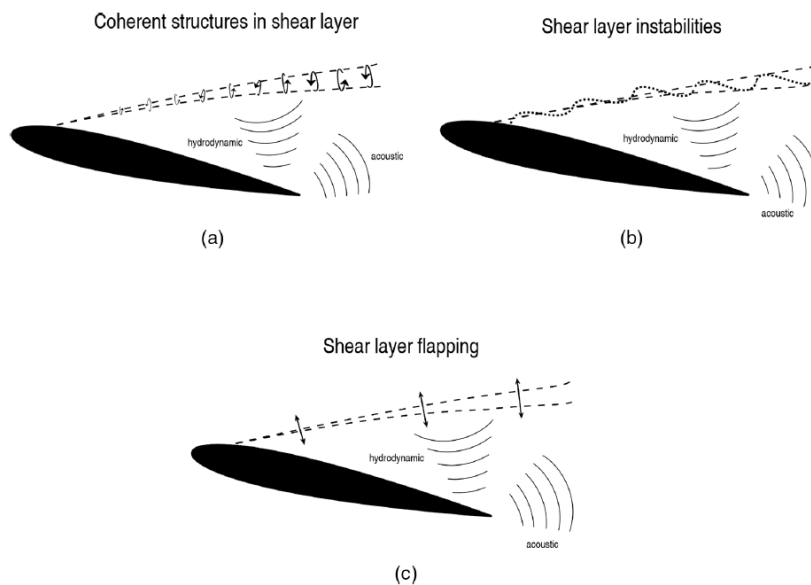 Coherent structures in shear layer
hydrodynamic
acoustic
(a)
Shear layer instabilities
hydrodynamic
acoustic
(b)
Shear layer flapping
hydrodynamic
acoustic
(c)